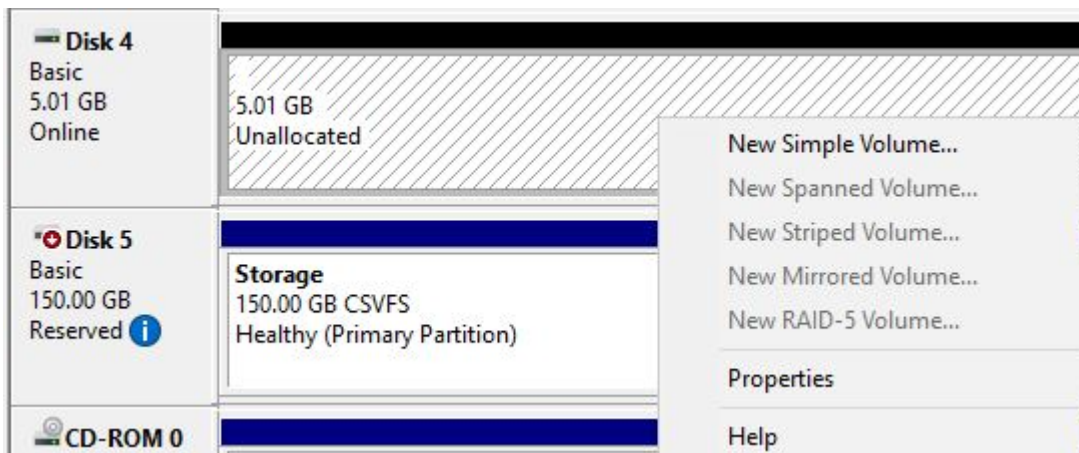 Disk 4
Basic
5.01 GB
Online
5.01 GB
Unallocated
New Simple Volume...
New Spanned Volume...
New Striped Volume...
New Mirrored Volume...
New RAID-5 Volume...
Properties
Help
Disk 5
Basic
150.00 GB
Reserved
Storage
150.00 GB CSVFS
Healthy (Primary Partition)
CD-ROM 0